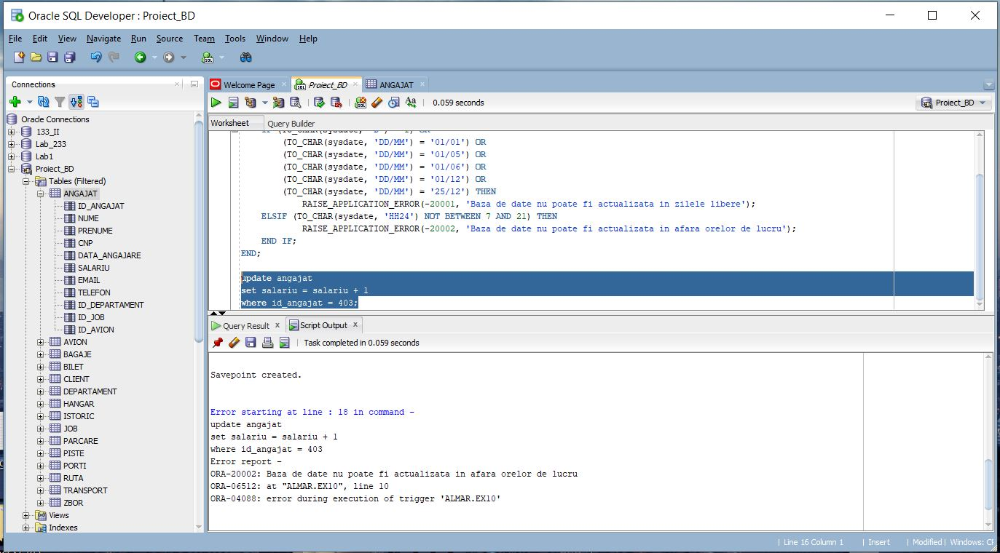 Oracle SQL Developer : Proiect_BD
File Edit View Navigate Run Source Team Tools Window Help
Connections
Welcome Page
Proiect_BD
ANGAJAT
0.059 seconds
Proiect_BD
Worksheet
Query Builder
Oracle Connections
133_II
Lab_233
Lab1
Proiect_BD
Tables (Filtered)
ANGAJAT
ID_ANGAJAT
NUME
PRENUME
CNP
DATA_ANGAJARE
SALARIU
EMAIL
TELEFON
ID_DEPARTAMENT
ID_JOB
ID_AVION
AVION
BAGAJE
BILET
CLIENT
DEPARTAMENT
HANGAR
ISTORIC
JOB
PARCARE
PISTE
PORTI
RUTA
TRANSPORT
ZBOR
Views
Indexes
(TO_CHAR(sysdate, 'DD/MM') = '01/01') OR
(TO_CHAR(sysdate, 'DD/MM') = '01/05') OR
(TO_CHAR(sysdate, 'DD/MM') = '01/06') OR
(TO_CHAR(sysdate, 'DD/MM') = '01/12') OR
(TO_CHAR(sysdate, 'DD/MM') = '25/12') THEN
RAISE_APPLICATION_ERROR(-20001, 'Baza de date nu poate fi actualizata in zilele libere');
ELSIF (TO_CHAR(sysdate, 'HH24') NOT BETWEEN 7 AND 21) THEN
RAISE_APPLICATION_ERROR(-20002, 'Baza de date nu poate fi actualizata in afara orelor de lucru');
END IF;
END;
update angajat
set salariu = salariu + 1
where id_angajat = 403;
Query Result
Script Output
Task completed in 0.059 seconds
Savepoint created.
Error starting at line : 18 in command -
update angajat
set salariu = salariu + 1
where id_angajat = 403
Error report -
ORA-20002: Baza de date nu poate fi actualizata in afara orelor de lucru
ORA-06512: at "ALMAR.EX10", line 10
ORA-04088: error during execution of trigger 'ALMAR.EX10'
Line 16 Column 1 | Insert | Modified | Windows: